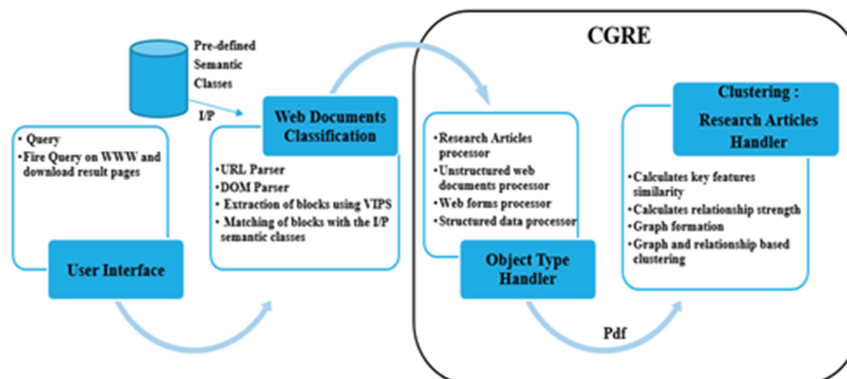 CGRE
Pre-defined
Semantic
Classes
I/P
• Query
• Fire Query on WWW and
download result pages
User Interface
Web Documents
Classification
• URL Parser
• DOM Parser
• Extraction of blocks using VIPS
• Matching of blocks with the I/P
semantic classes
• Research Articles
processor
• Unstructured web
documents processor
• Web forms processor
• Structured data processor
Object Type
Handler
Pdf
Clustering :
Research Articles
Handler
• Calculates key features
similarity
• Calculates relationship strength
• Graph formation
• Graph and relationship based
clustering